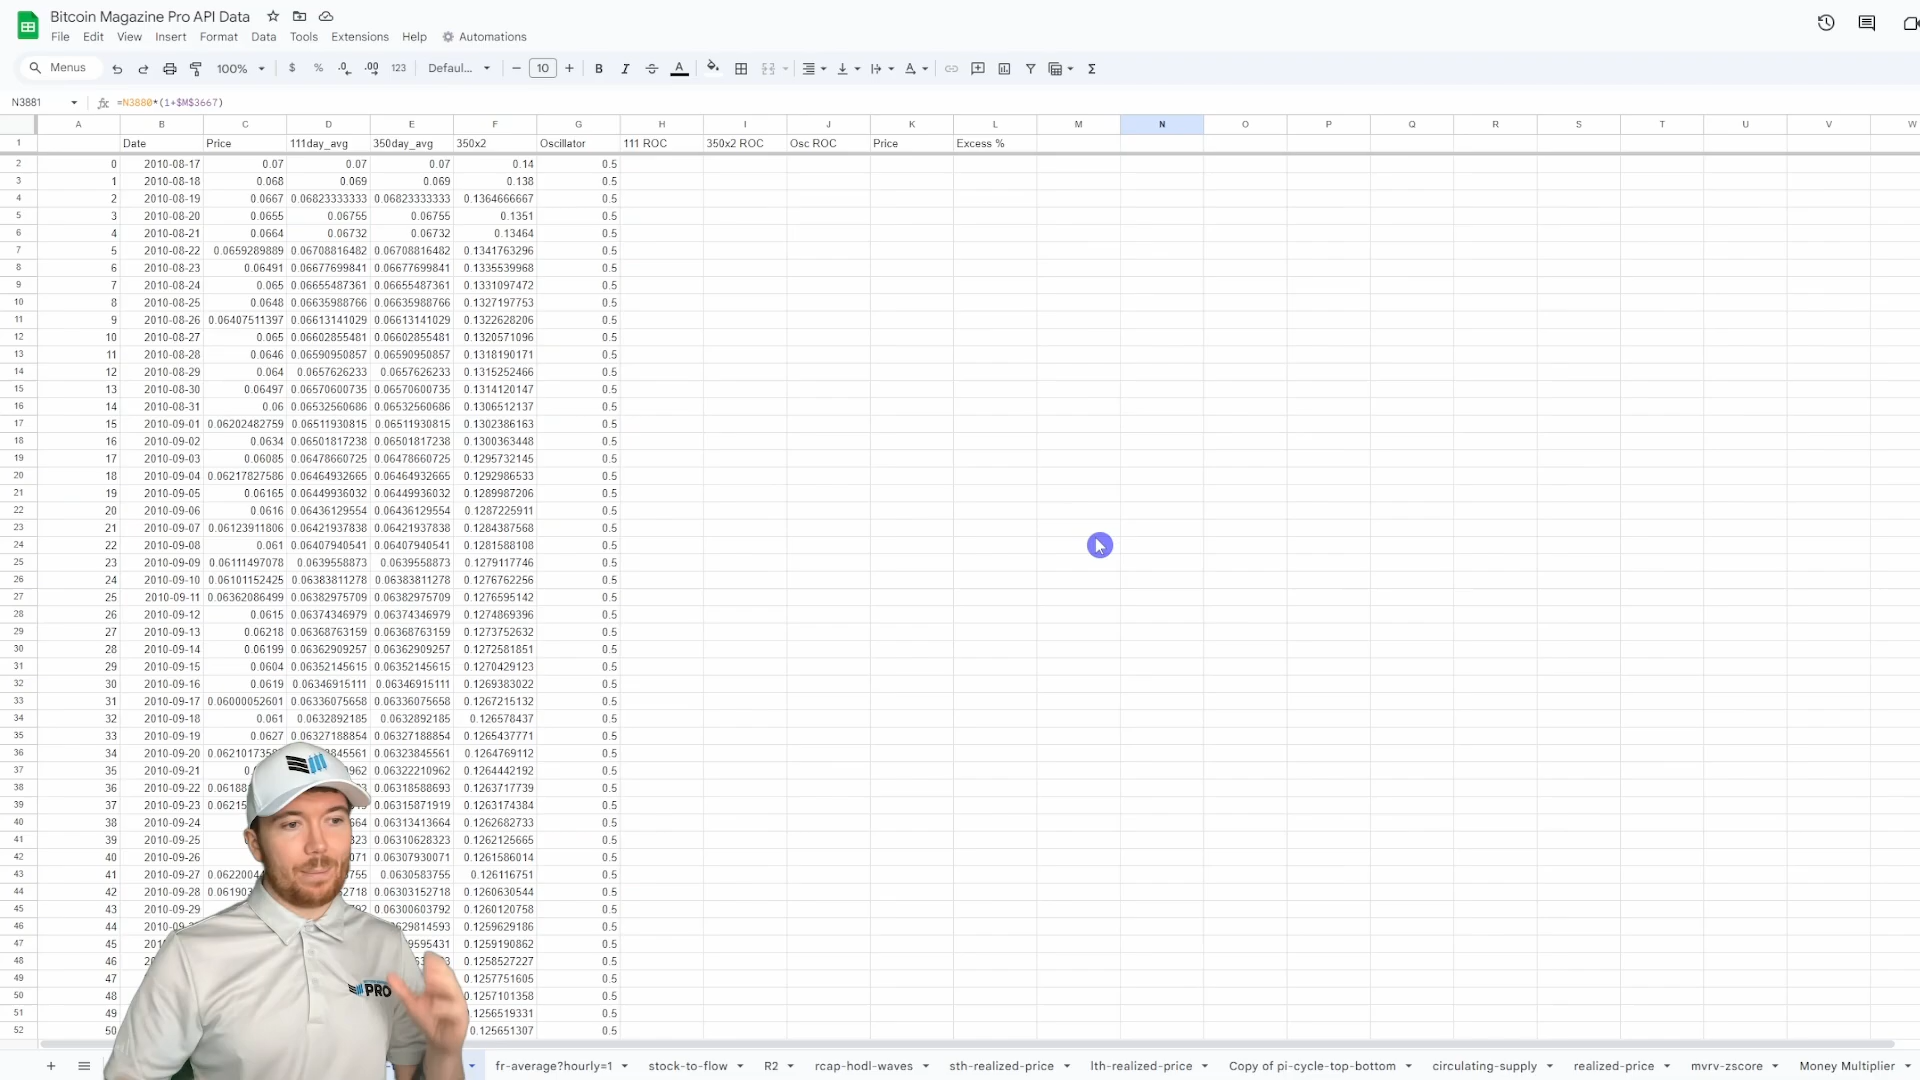 Bitcoin Magazine Pro API Data
File Edit View Insert Format Data Tools Extensions Help Automations
Menus 100% $ % .0 .00 123 Defaul... − 10 + B I S A Σ
N3881 fx =N3880*(1+$M$3667)
A B C D E F G H I J K L M N O P Q R S T U V W
1 Date Price 111day_avg 350day_avg 350x2 Oscillator 111 ROC 350x2 ROC Osc ROC Price Excess %
2 0 2010-08-17 0.07 0.07 0.07 0.14 0.5
3 1 2010-08-18 0.068 0.069 0.069 0.138 0.5
4 2 2010-08-19 0.0667 0.06823333333 0.06823333333 0.1364666667 0.5
5 3 2010-08-20 0.0655 0.06755 0.06755 0.1351 0.5
6 4 2010-08-21 0.0664 0.06732 0.06732 0.13464 0.5
7 5 2010-08-22 0.0659289889 0.06708816482 0.06708816482 0.1341763296 0.5
8 6 2010-08-23 0.06491 0.06677699841 0.06677699841 0.1335539968 0.5
9 7 2010-08-24 0.065 0.06655487361 0.06655487361 0.1331097472 0.5
10 8 2010-08-25 0.0648 0.06635988766 0.06635988766 0.1327197753 0.5
11 9 2010-08-26 0.06407511397 0.06613141029 0.06613141029 0.1322628206 0.5
12 10 2010-08-27 0.065 0.06602855481 0.06602855481 0.1320571096 0.5
13 11 2010-08-28 0.0646 0.06590950857 0.06590950857 0.1318190171 0.5
14 12 2010-08-29 0.064 0.0657626233 0.0657626233 0.1315252466 0.5
15 13 2010-08-30 0.06497 0.06570600735 0.06570600735 0.1314120147 0.5
16 14 2010-08-31 0.06 0.06532560686 0.06532560686 0.1306512137 0.5
17 15 2010-09-01 0.06202482759 0.06511930815 0.06511930815 0.1302386163 0.5
18 16 2010-09-02 0.0634 0.06501817238 0.06501817238 0.1300363448 0.5
19 17 2010-09-03 0.06085 0.06478660725 0.06478660725 0.1295732145 0.5
20 18 2010-09-04 0.06217827586 0.06464932665 0.06464932665 0.1292986533 0.5
21 19 2010-09-05 0.06165 0.06449936032 0.06449936032 0.1289987206 0.5
22 20 2010-09-06 0.0616 0.06436129554 0.06436129554 0.1287225911 0.5
23 21 2010-09-07 0.06123911806 0.06421937838 0.06421937838 0.1284387568 0.5
24 22 2010-09-08 0.061 0.06407940541 0.06407940541 0.1281588108 0.5
25 23 2010-09-09 0.06111497078 0.0639558873 0.0639558873 0.1279117746 0.5
26 24 2010-09-10 0.06101152425 0.06383811278 0.06383811278 0.1276762256 0.5
27 25 2010-09-11 0.06362086499 0.06382975709 0.06382975709 0.1276595142 0.5
28 26 2010-09-12 0.0615 0.06374346979 0.06374346979 0.1274869396 0.5
29 27 2010-09-13 0.06218 0.06368763159 0.06368763159 0.1273752632 0.5
30 28 2010-09-14 0.06199 0.06362909257 0.06362909257 0.1272581851 0.5
31 29 2010-09-15 0.0604 0.06352145615 0.06352145615 0.1270429123 0.5
32 30 2010-09-16 0.0619 0.06346915111 0.06346915111 0.1269383022 0.5
33 31 2010-09-17 0.06000052601 0.06336075658 0.06336075658 0.1267215132 0.5
34 32 2010-09-18 0.061 0.0632892185 0.0632892185 0.126578437 0.5
35 33 2010-09-19 0.0627 0.06327188854 0.06327188854 0.1265437771 0.5
36 34 2010-09-20 0.06210173 845561 0.06323845561 0.1264769112 0.5
37 35 2010-09-21 0. 0962 0.06322210962 0.1264442192 0.5
38 36 2010-09-22 0.0618 0.06318588693 0.1263717739 0.5
39 37 2010-09-23 0.0621 0.06315871919 0.1263174384 0.5
40 38 2010-09-24 664 0.06313413664 0.1262682733 0.5
41 39 2010-09-25 323 0.06310628323 0.1262125665 0.5
42 40 2010-09-26 071 0.06307930071 0.1261586014 0.5
43 41 2010-09-27 0.062200 755 0.0630583755 0.126116751 0.5
44 42 2010-09-28 0.06190 2718 0.06303152718 0.1260630544 0.5
45 43 2010-09-29 792 0.06300603792 0.1260120758 0.5
46 44 2010-09- 629814593 0.1259629186 0.5
47 45 201 9595431 0.1259190862 0.5
48 46 20 0.1258527227 0.5
49 47 0.1257751605 0.5
50 48 PRO 0.1257101358 0.5
51 49 .1256519331 0.5
52 50 0.125651307 0.5
fr-average?hourly=1 stock-to-flow R2 rcap-hodl-waves sth-realized-price lth-realized-price Copy of pi-cycle-top-bottom circulating-supply realized-price mvrv-zscore Money Multiplier